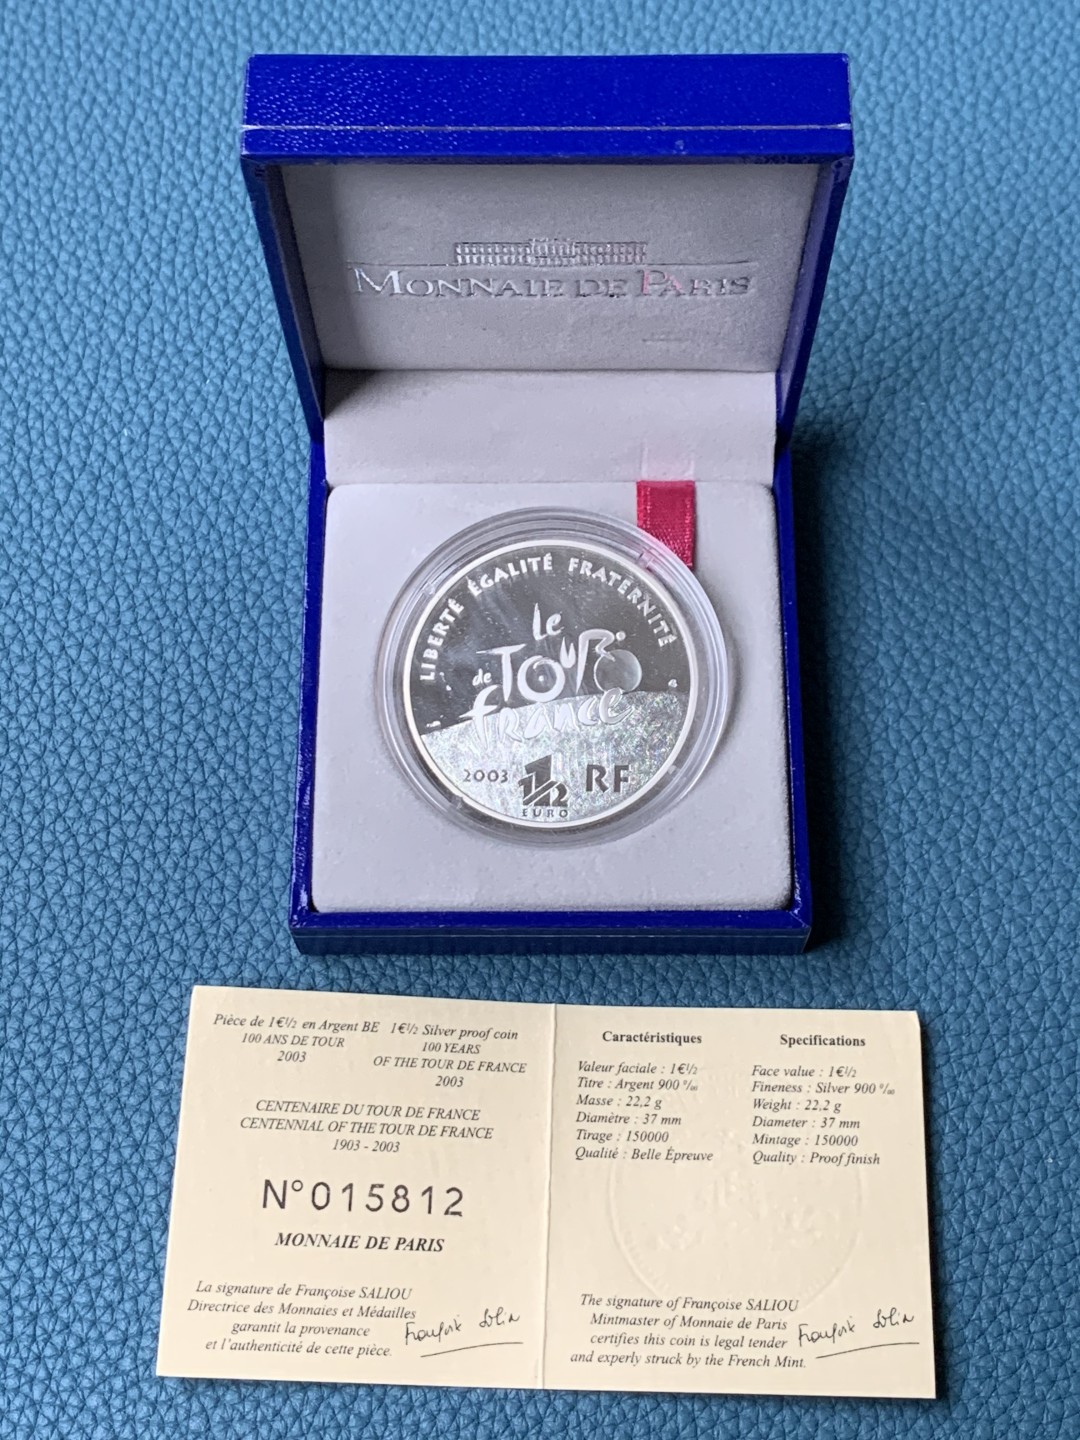 MONNAIE DE PARIS
LIBERTÉ ÉGALITÉ FRATERNITÉ
Le
de TOUR
france
2003 1 1/2 RF
EURO
Pièce de 1€1/2 en Argent BE
100 ANS DE TOUR
2003
1€1/2 Silver proof coin
100 YEARS
OF THE TOUR DE FRANCE
2003
CENTENAIRE DU TOUR DE FRANCE
CENTENNIAL OF THE TOUR DE FRANCE
1903 - 2003
N°015812
MONNAIE DE PARIS
La signature de Françoise SALIOU
Directrice des Monnaies et Médailles
garantit la provenance
et l'authenticité de cette pièce.
Caractéristiques
Valeur faciale : 1€1/2
Titre : Argent 900 °/oo
Masse : 22,2 g
Diamètre : 37 mm
Tirage : 150000
Qualité : Belle Épreuve
Specifications
Face value : 1€1/2
Fineness : Silver 900 °/oo
Weight : 22.2 g
Diameter : 37 mm
Mintage : 150000
Quality : Proof finish
The signature of Françoise SALIOU
Mintmaster of Monnaie de Paris
certifies this coin is legal tender
and experly struck by the French Mint.